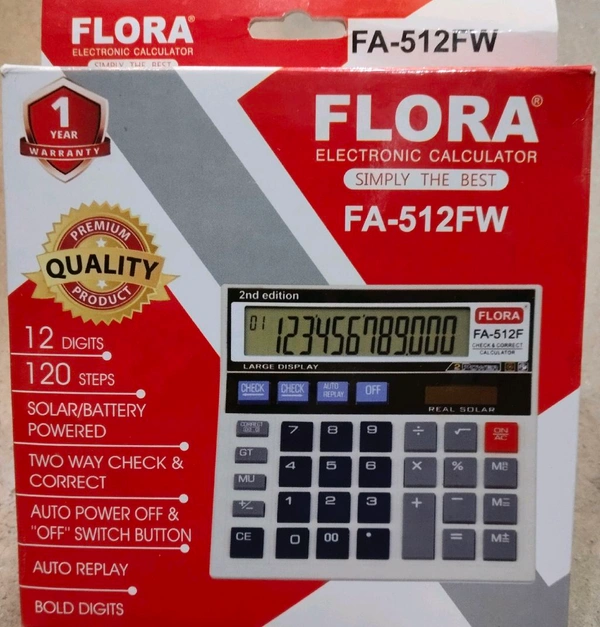 FLORA®
ELECTRONIC CALCULATOR
SIMPLY THE BEST
FA-512FW
1
YEAR
WARRANTY
FLORA®
ELECTRONIC CALCULATOR
SIMPLY THE BEST
FA-512FW
PREMIUM
QUALITY
PRODUCT
12 DIGITS
120 STEPS
SOLAR/BATTERY
POWERED
TWO WAY CHECK &
CORRECT
AUTO POWER OFF &
"OFF" SWITCH BUTTON
AUTO REPLAY
BOLD DIGITS
2nd edition
01 123456789000
FLORA
FA-512F
CHECK & CORRECT
CALCULATOR
LARGE DISPLAY
CHECK CHECK AUTO REPLAY OFF
REAL SOLAR
CORRECT 7 8 9 ÷ √ ON/AC
GT 4 5 6 × %
MU 1 2 3 + −
+/− CE 0 00 • =